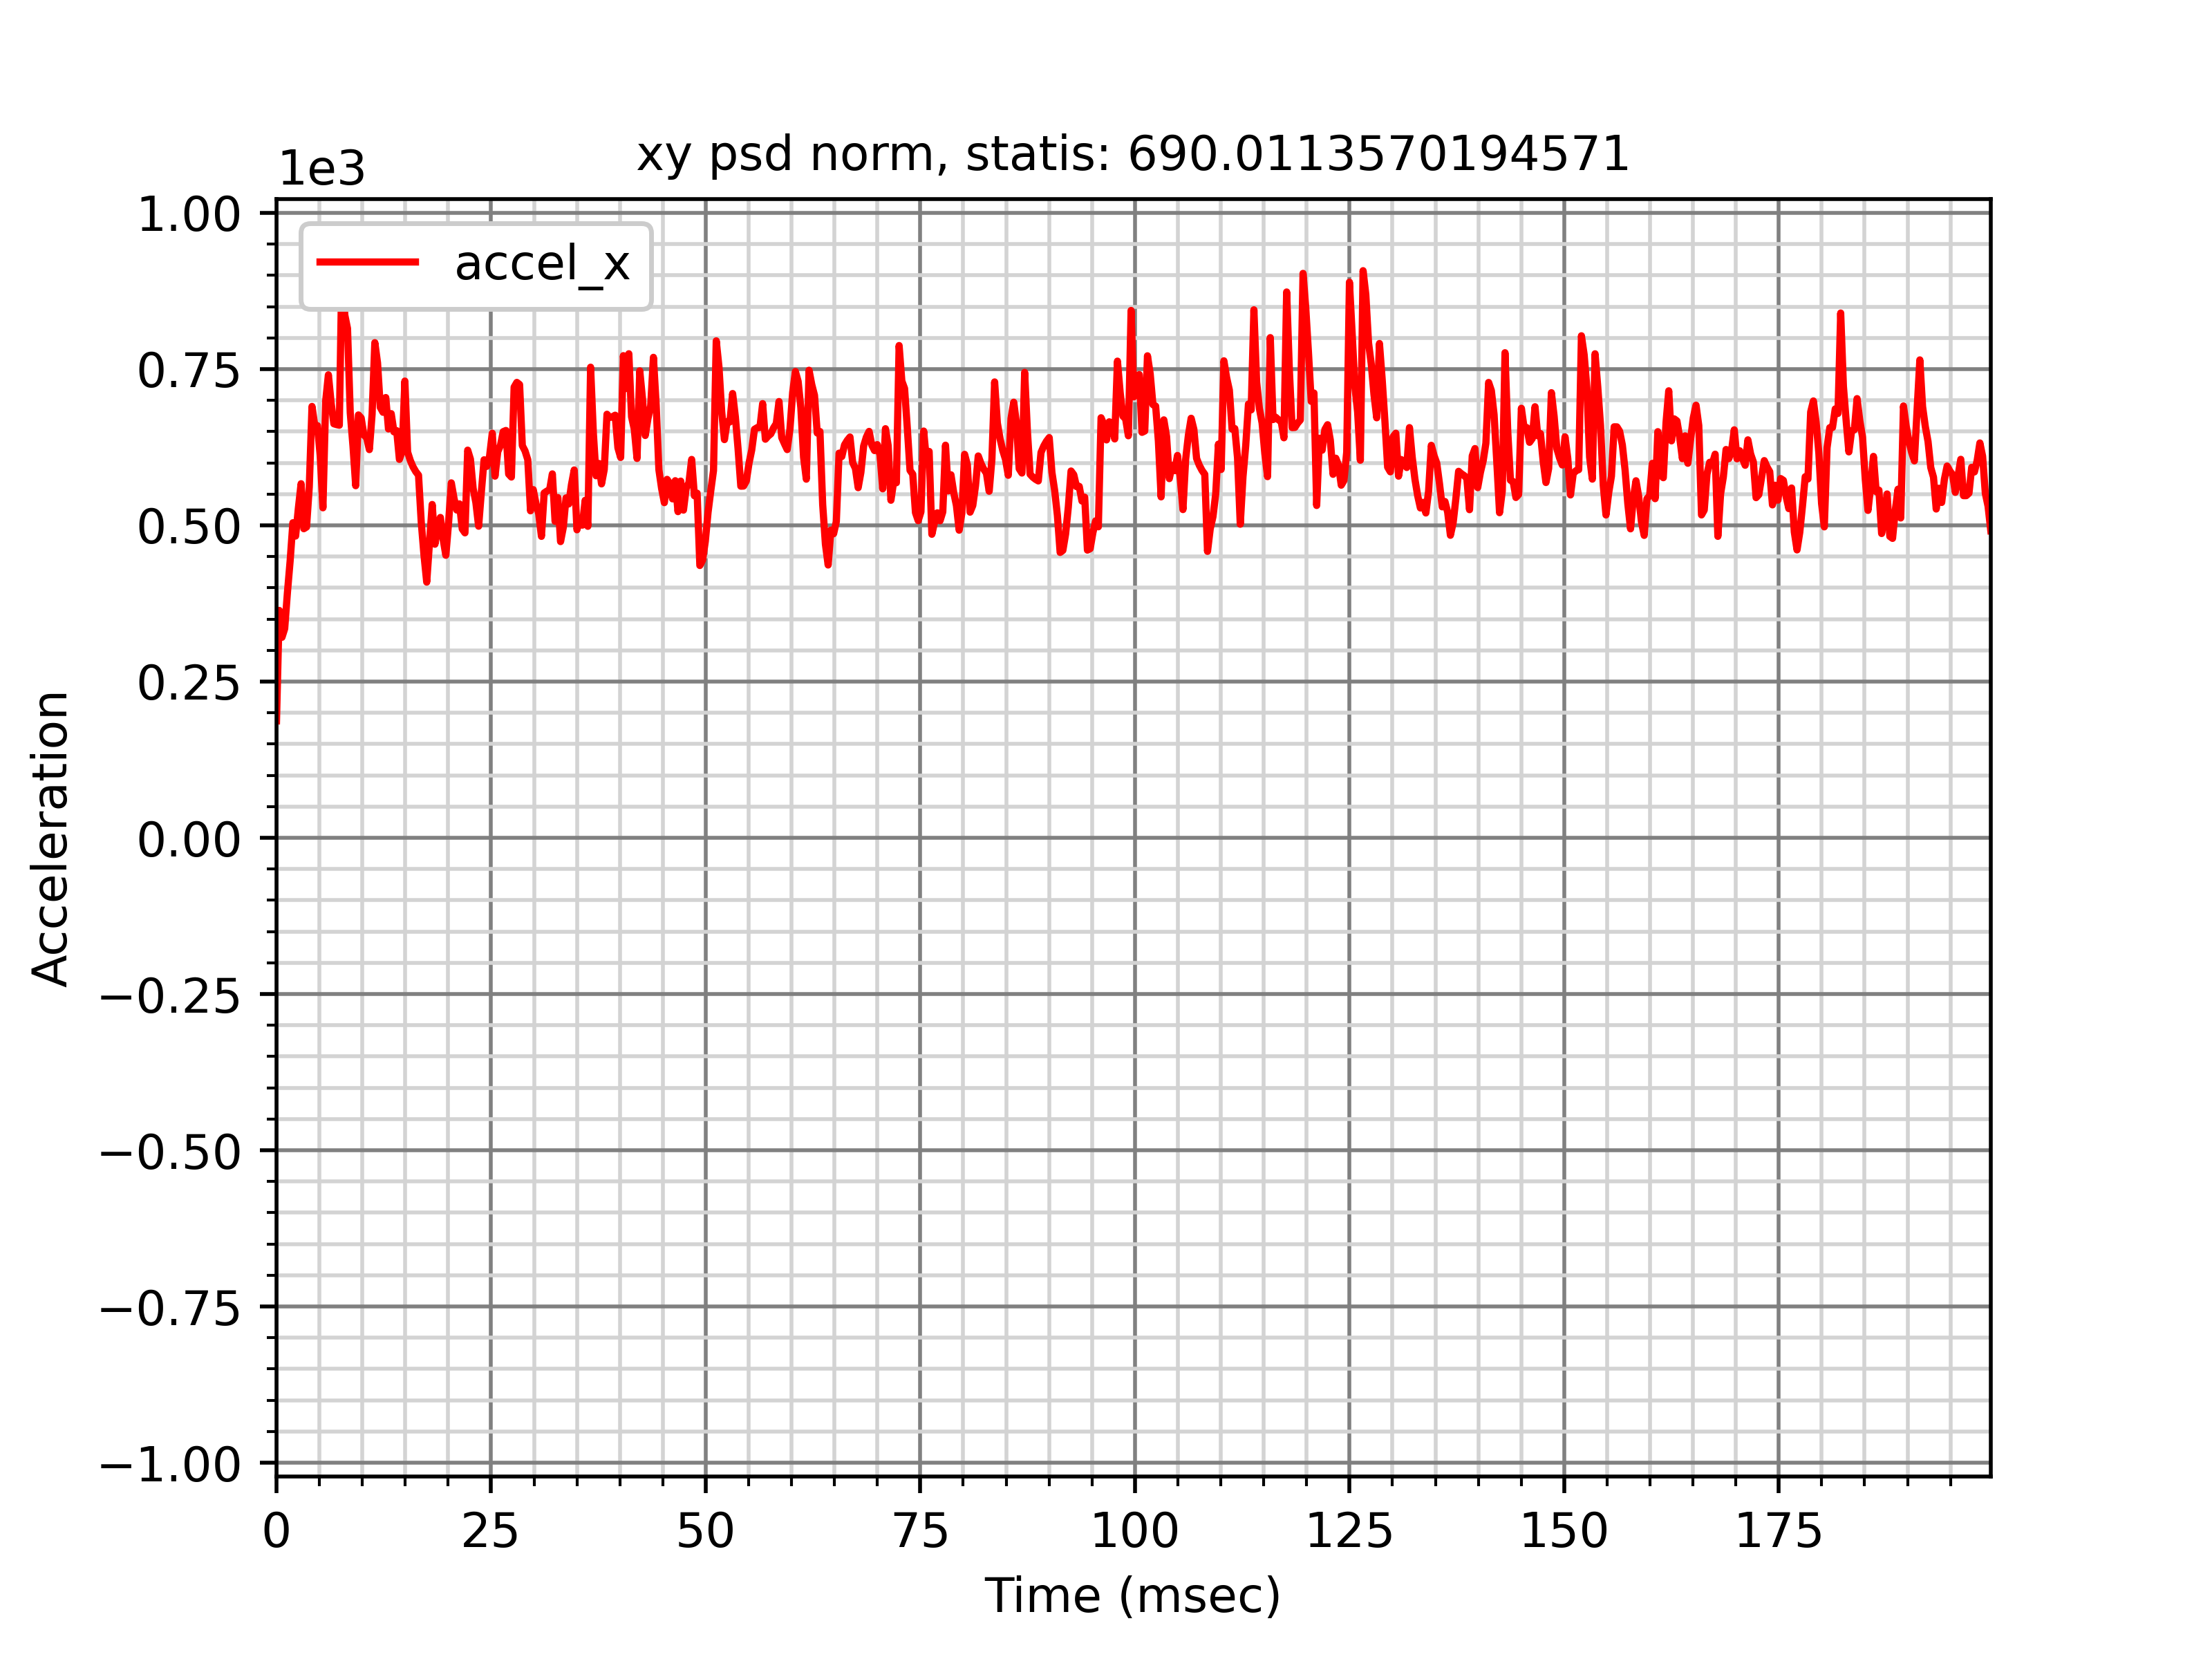 xy psd norm, statis: 690.0113570194571
1e3
accel_x
1.00
0.75
0.50
0.25
0.00
−0.25
−0.50
−0.75
−1.00
Acceleration
0 25 50 75 100 125 150 175
Time (msec)